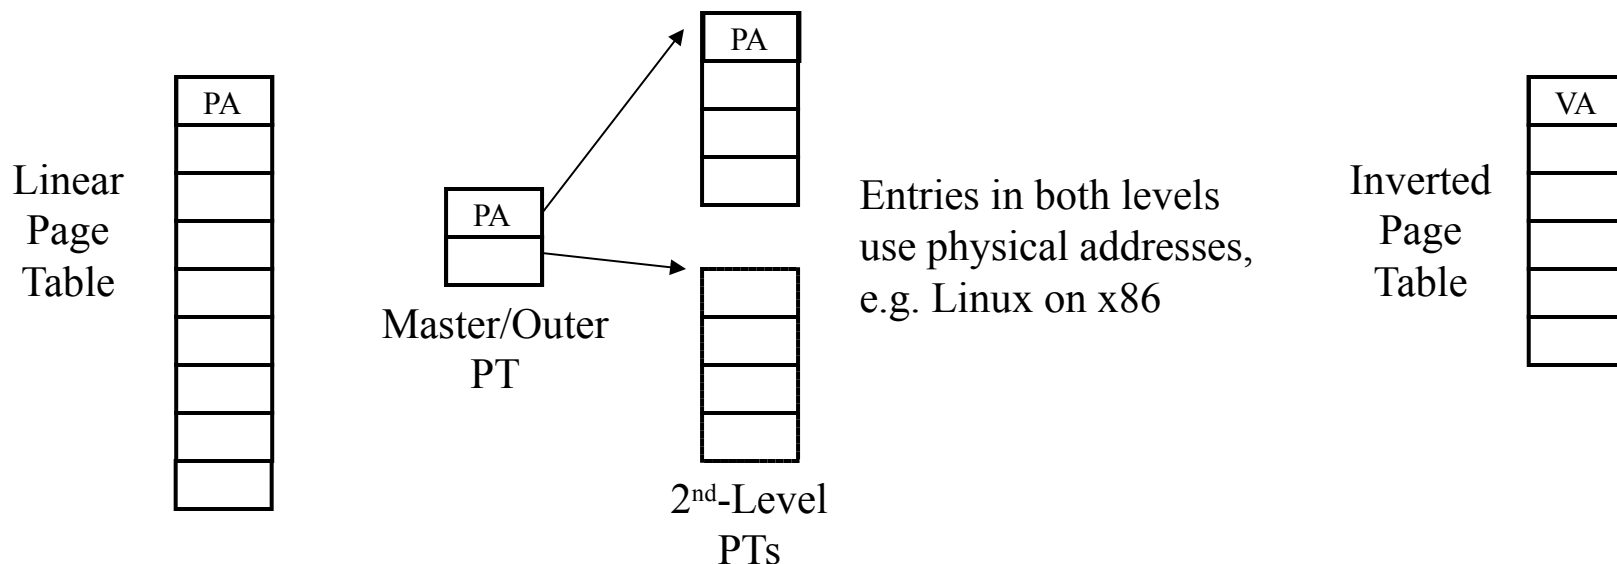 PA
Linear
Page
Table
PA
Master/Outer
PT
PA
2nd-Level
PTs
Entries in both levels
use physical addresses,
e.g. Linux on x86
Inverted
Page
Table
VA